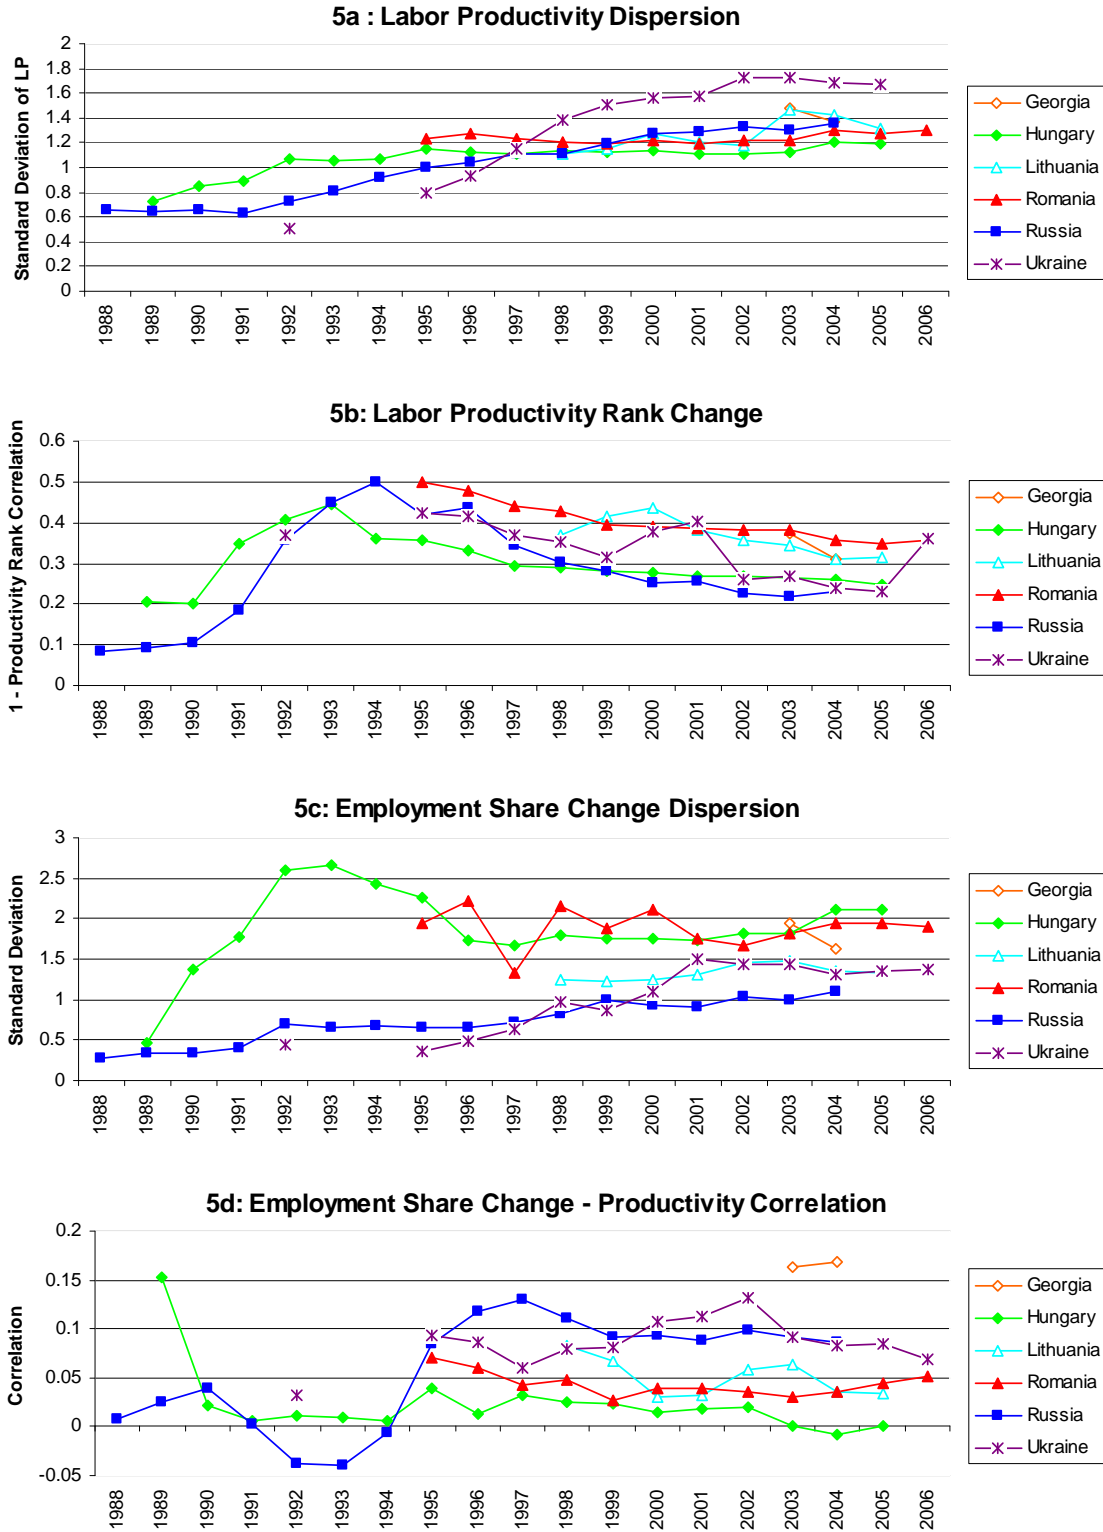 5a : Labor Productivity Dispersion
Standard Deviation of LP
2
1.8
1.6
1.4
1.2
1
0.8
0.6
0.4
0.2
0
1988 1989 1990 1991 1992 1993 1994 1995 1996 1997 1998 1999 2000 2001 2002 2003 2004 2005 2006
Georgia
Hungary
Lithuania
Romania
Russia
Ukraine
5b: Labor Productivity Rank Change
1 - Productivity Rank Correlation
0.6
0.5
0.4
0.3
0.2
0.1
0
1988 1989 1990 1991 1992 1993 1994 1995 1996 1997 1998 1999 2000 2001 2002 2003 2004 2005 2006
Georgia
Hungary
Lithuania
Romania
Russia
Ukraine
5c: Employment Share Change Dispersion
Standard Deviation
3
2.5
2
1.5
1
0.5
0
1988 1989 1990 1991 1992 1993 1994 1995 1996 1997 1998 1999 2000 2001 2002 2003 2004 2005 2006
Georgia
Hungary
Lithuania
Romania
Russia
Ukraine
5d: Employment Share Change - Productivity Correlation
Correlation
0.2
0.15
0.1
0.05
0
-0.05
1988 1989 1990 1991 1992 1993 1994 1995 1996 1997 1998 1999 2000 2001 2002 2003 2004 2005 2006
Georgia
Hungary
Lithuania
Romania
Russia
Ukraine